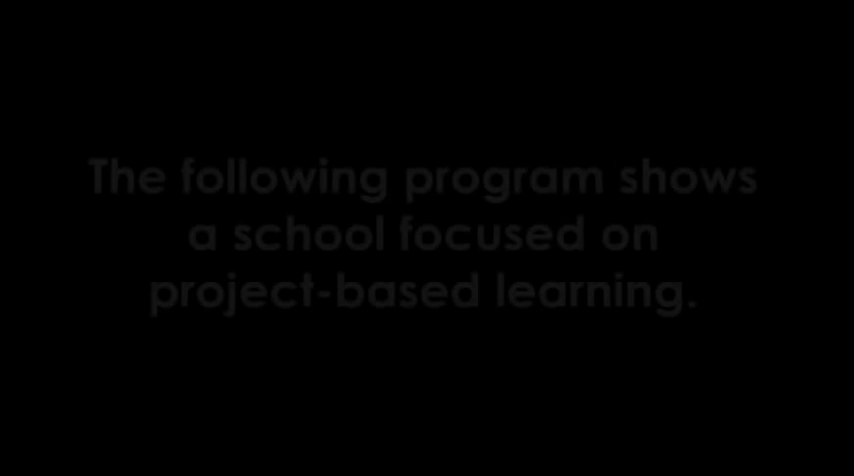 The following program shows
a school focused on
project-based learning.